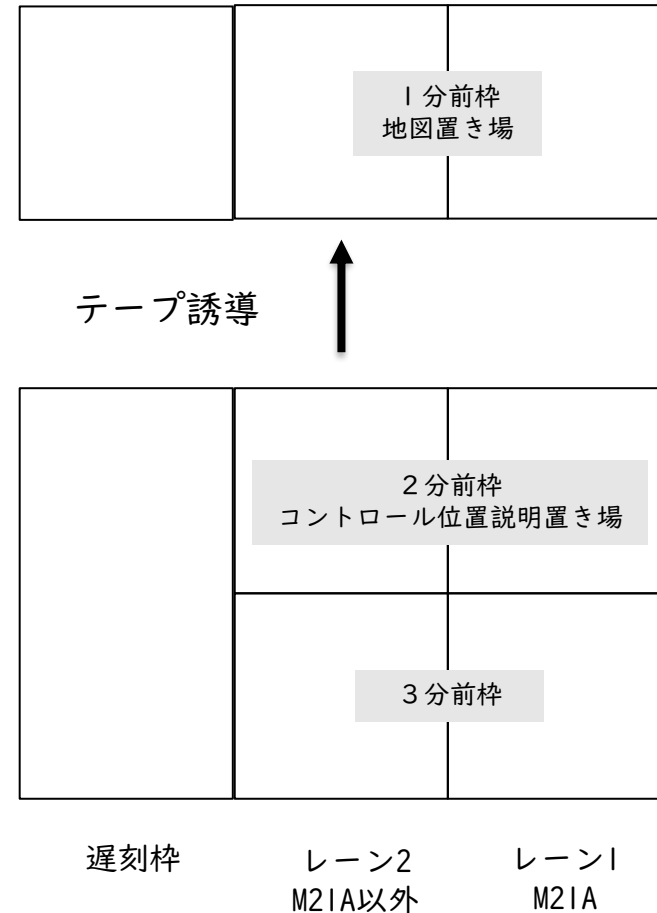 1分前枠
地図置き場
テープ誘導
2分前枠
コントロール位置説明置き場
3分前枠
遅刻枠
レーン2
M21A以外
レーン1
M21A